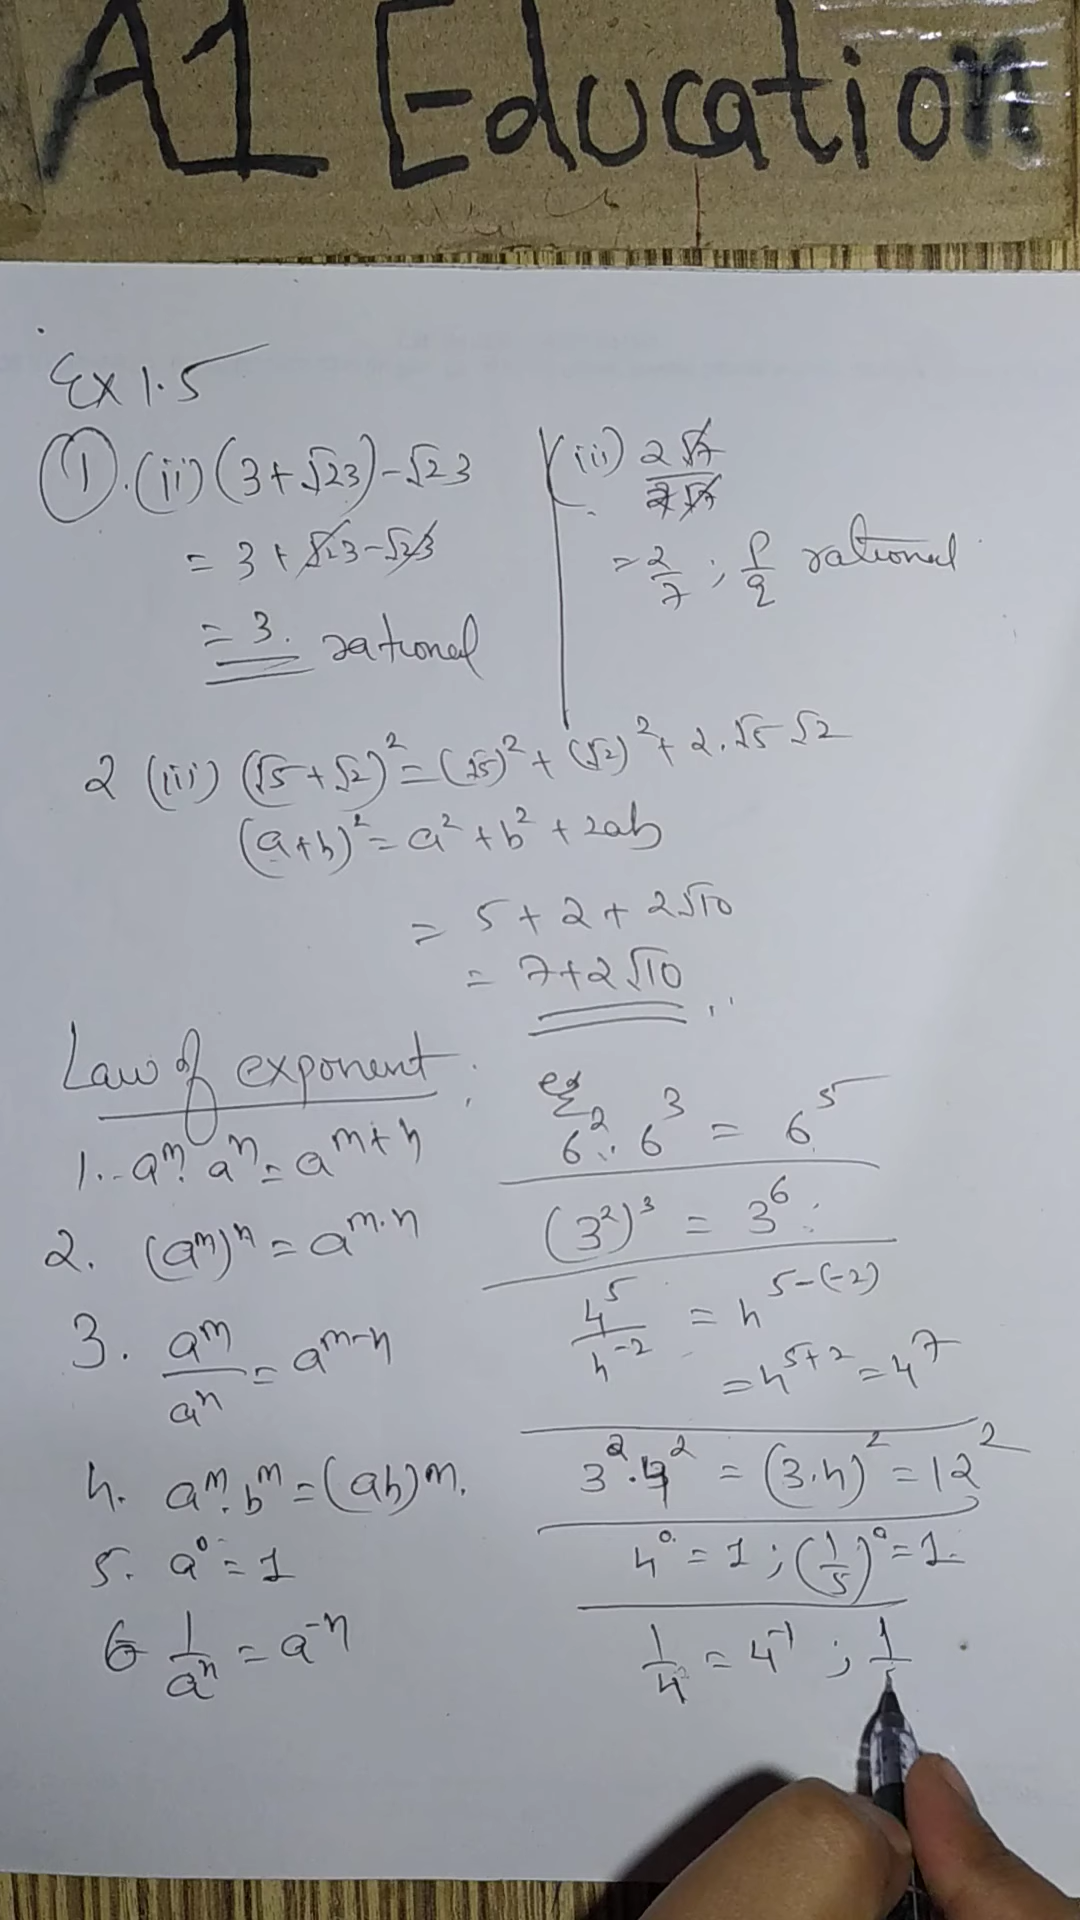 A1 Education
Ex 1.5
①.(ii) (3+√23)-√23
= 3+√23-√23
= 3. rational
(iii) 2√7
7√7
= 2/7 ; p/q rational
2 (iii) (√5+√2)² = (√5)²+(√2)²+2.√5 √2
(a+b)² = a²+b²+2ab
= 5+2+2√10
= 7+2√10
Law of exponent
1. aᵐ.aⁿ = aᵐ⁺ⁿ
2. (aᵐ)ⁿ = aᵐ·ⁿ
3. aᵐ/aⁿ = aᵐ⁻ⁿ
4. aᵐ.bᵐ = (ab)ᵐ.
5. a⁰ = 1
6 1/aⁿ = a⁻ⁿ
ex
6².6³ = 6⁵
(3²)³ = 3⁶
4⁵/4⁻² = 4⁵⁻⁽⁻²⁾
= 4⁵⁺² = 4⁷
3².4² = (3.4)² = 12²
4⁰ = 1 ; (1/5)⁰ = 1.
1/4 = 4⁻¹ ; 1